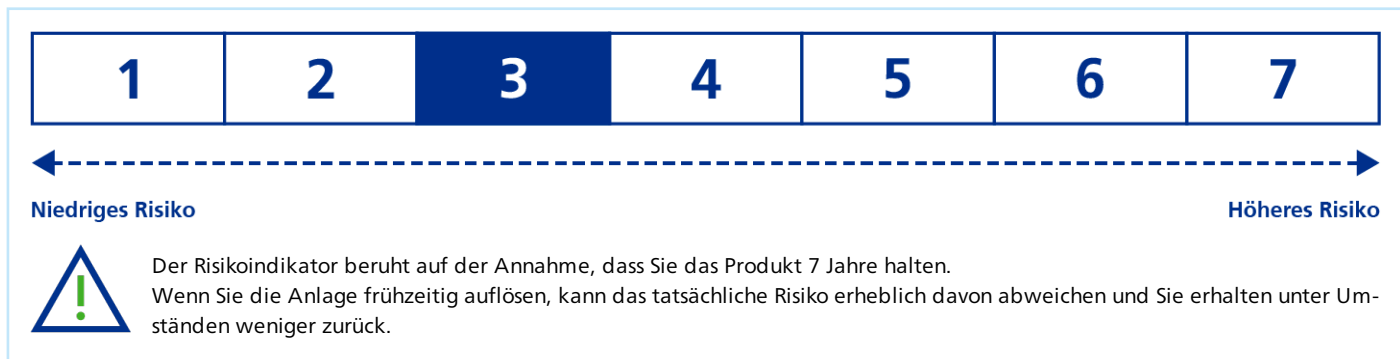 1 2 3 4 5 6 7
Niedriges Risiko Höheres Risiko
Der Risikoindikator beruht auf der Annahme, dass Sie das Produkt 7 Jahre halten.
Wenn Sie die Anlage frühzeitig auflösen, kann das tatsächliche Risiko erheblich davon abweichen und Sie erhalten unter Um-
ständen weniger zurück.